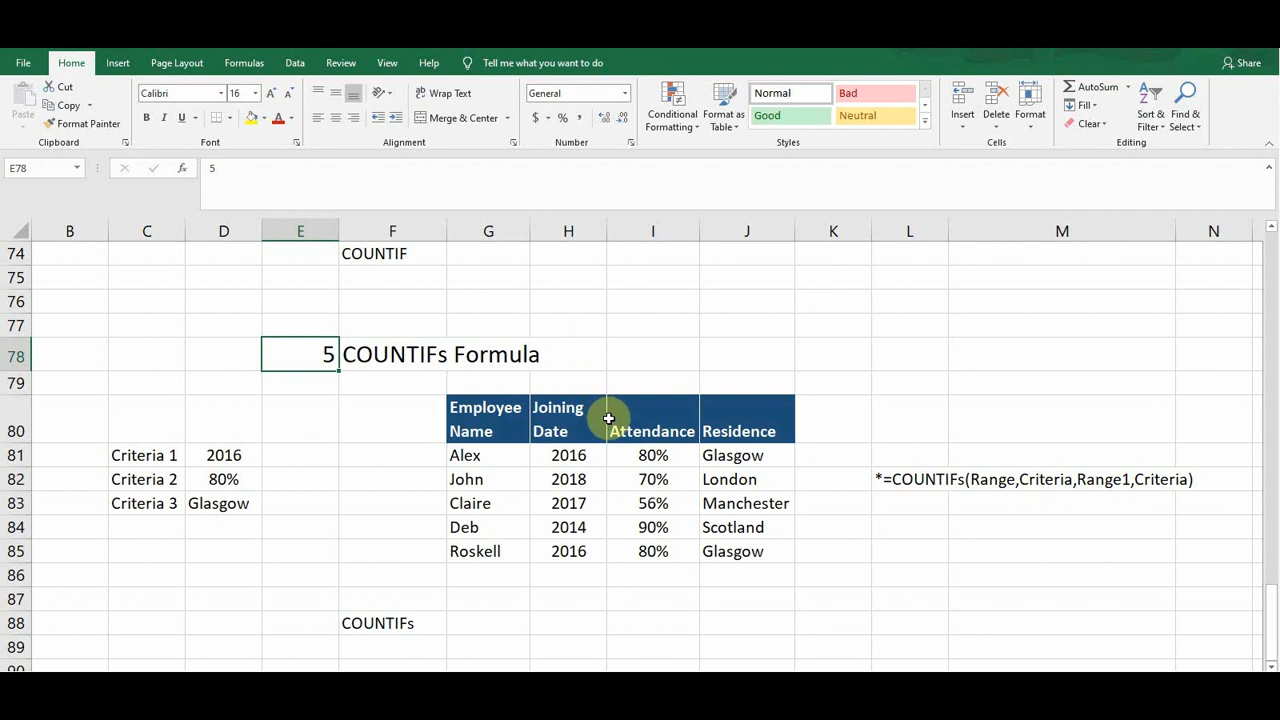 File Home Insert Page Layout Formulas Data Review View Help Tell me what you want to do Share
Paste Cut Copy Format Painter Clipboard
Calibri 16 A A B I U A Font
Wrap Text Merge & Center Alignment
General $ % , Number
Conditional Formatting Format as Table Normal Bad Good Neutral Styles
Insert Delete Format Cells
AutoSum Fill Clear Sort & Filter Find & Select Editing
E78 fx 5
B C D E F G H I J K L M N
74 COUNTIF
75
76
77
78 5 COUNTIFs Formula
79
80 Employee Name Joining Date Attendance Residence
81 Criteria 1 2016 Alex 2016 80% Glasgow
82 Criteria 2 80% John 2018 70% London *=COUNTIFs(Range,Criteria,Range1,Criteria)
83 Criteria 3 Glasgow Claire 2017 56% Manchester
84 Deb 2014 90% Scotland
85 Roskell 2016 80% Glasgow
86
87
88 COUNTIFs
89
90